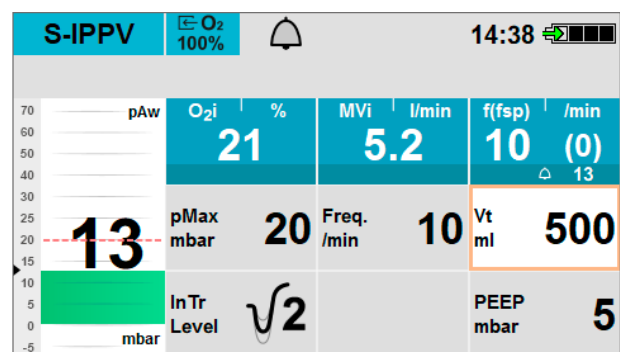 S-IPPV O₂ 100% 14:38
70 pAw O₂i % MVi l/min f(fsp) /min
60
50 21 5.2 10 (0)
40 13
30
25 pMax mbar 20 Freq. /min 10 Vt ml 500
20 13
15
10
5 InTr Level 2 PEEP mbar 5
0 mbar
-5